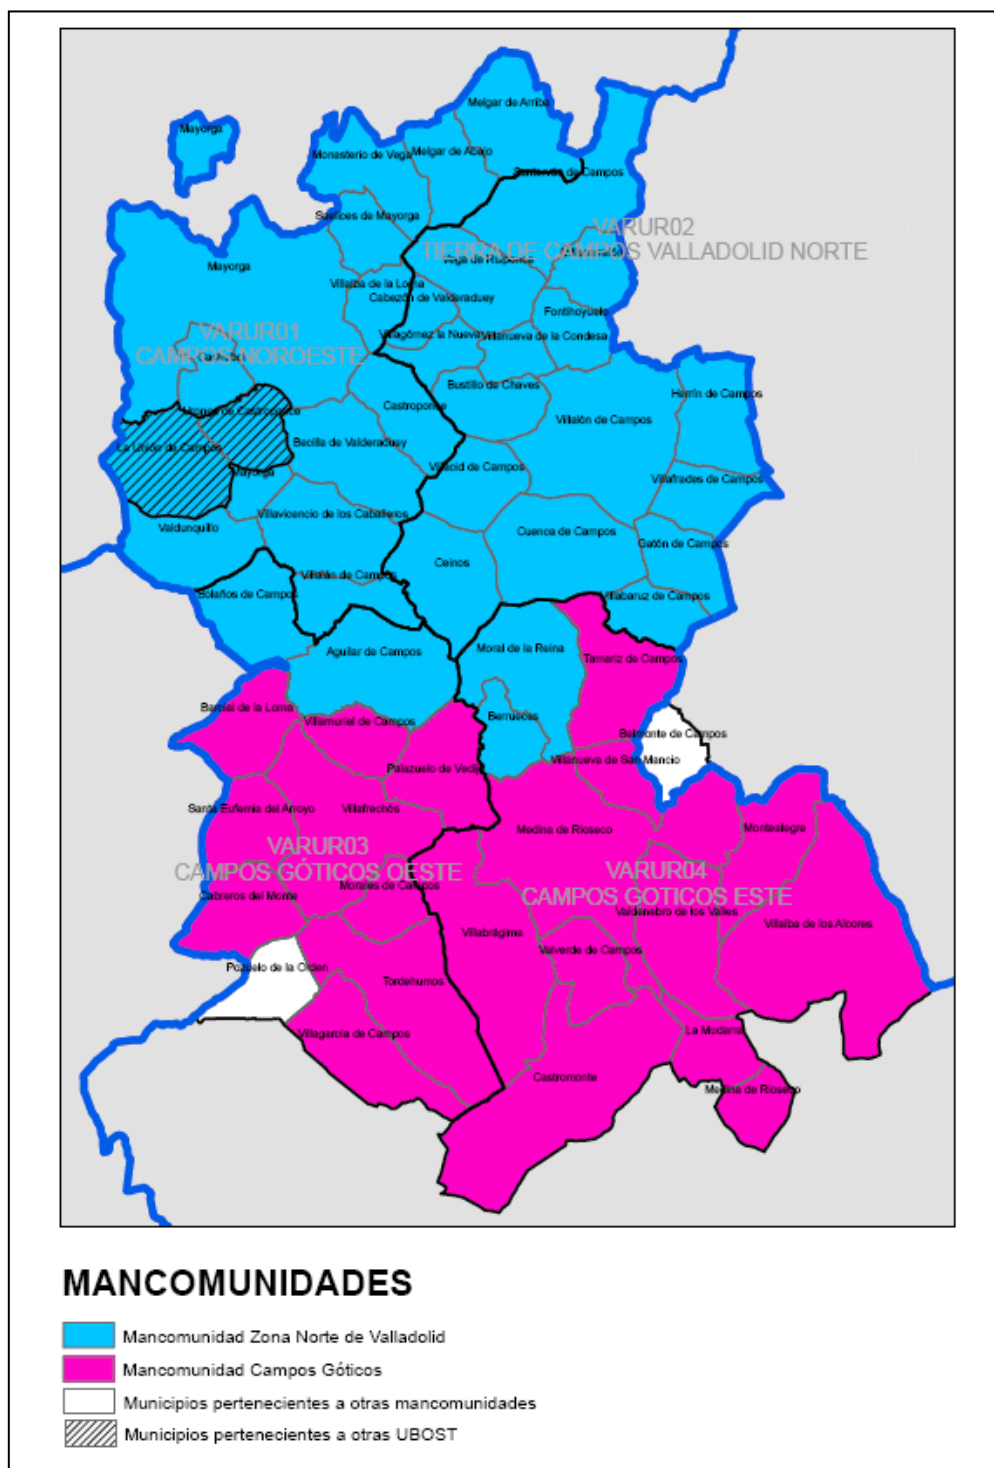 Melgar de Arriba
Mayorga
Monasterio de Vega
Melgar de Abajo
Santervás de Campos
Saelices de Mayorga
VARUR02
TIERRA DE CAMPOS VALLADOLID NORTE
Vega de Ruiponce
Mayorga
Villalba de la Loma
Cabezón de Valderaduey
Fontihoyuelo
VARUR01
CAMPOS NOROESTE
Villagómez la Nueva
Villanueva de la Condesa
Bustillo de Chaves
Herrín de Campos
Castroponce
Urones de Castroponce
Villalón de Campos
La Unión de Campos
Becilla de Valderaduey
Mayorga
Villacid de Campos
Villafrades de Campos
Villavicencio de los Caballeros
Valdunquillo
Cuenca de Campos
Gatón de Campos
Ceinos
Villalán de Campos
Bolaños de Campos
Villabaruz de Campos
Aguilar de Campos
Moral de la Reina
Tamariz de Campos
Barcial de la Loma
Villamuriel de Campos
Berrueces
Belmonte de Campos
Villanueva de San Mancio
Palazuelo de Vedija
Santa Eufemia del Arroyo
Villafrechós
Medina de Rioseco
Montealegre
VARUR03
CAMPOS GÓTICOS OESTE
Morales de Campos
VARUR04
CAMPOS GOTICOS ESTE
Cabreros del Monte
Valdenebro de los Valles
Villalba de los Alcores
Villabrágima
Valverde de Campos
Pozuelo de la Orden
Tordehumos
Villagarcía de Campos
La Mudarra
Castromonte
Medina de Rioseco
MANCOMUNIDADES
Mancomunidad Zona Norte de Valladolid
Mancomunidad Campos Góticos
Municipios pertenecientes a otras mancomunidades
Municipios pertenecientes a otras UBOST